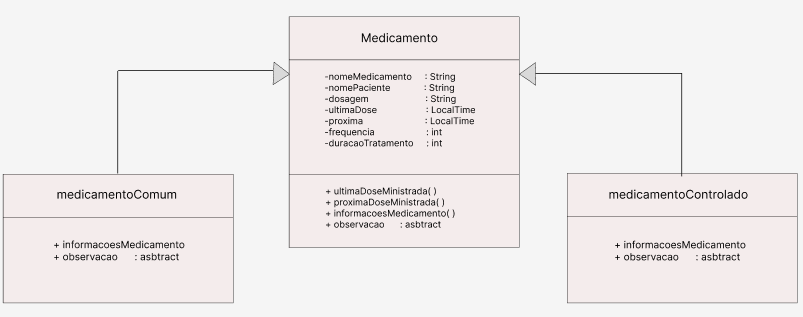 Medicamento
-nomeMedicamento : String
-nomePaciente : String
-dosagem : String
-ultimaDose : LocalTime
-proxima : LocalTime
-frequencia : int
-duracaoTratamento : int
+ ultimaDoseMinistrada( )
+ proximaDoseMinistrada( )
+ informacoesMedicamento( )
+ observacao : asbtract
medicamentoComum
+ informacoesMedicamento
+ observacao : asbtract
medicamentoControlado
+ informacoesMedicamento
+ observacao : asbtract